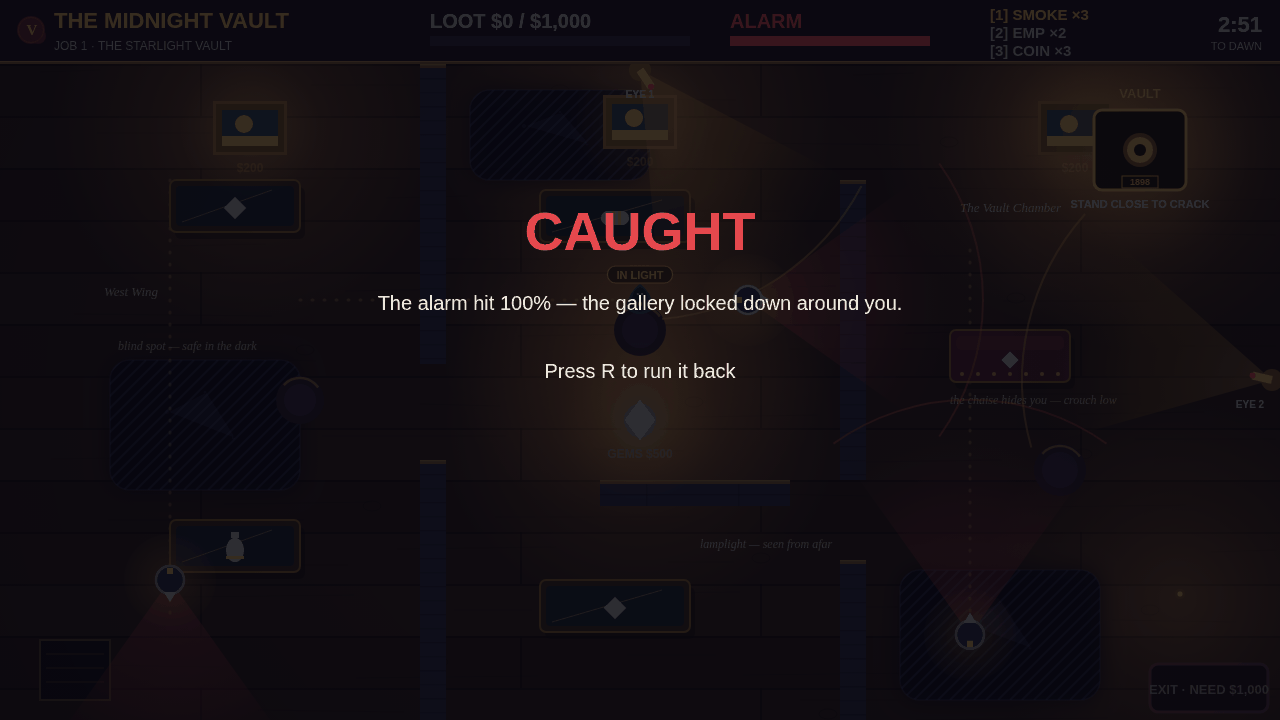 V
THE MIDNIGHT VAULT
JOB 1 · THE STARLIGHT VAULT
LOOT $0 / $1,000
ALARM
[1] SMOKE ×3
[2] EMP ×2
[3] COIN ×3
2:51
TO DAWN
EYE 1
VAULT
$200
$200
1898
The Vault Chamber
STAND CLOSE TO CRACK
CAUGHT
IN LIGHT
West Wing
The alarm hit 100% — the gallery locked down around you.
blind spot — safe in the dark
Press R to run it back
the chaise hides you — crouch low
EYE 2
lamplight — seen from afar
EXIT · NEED $1,000